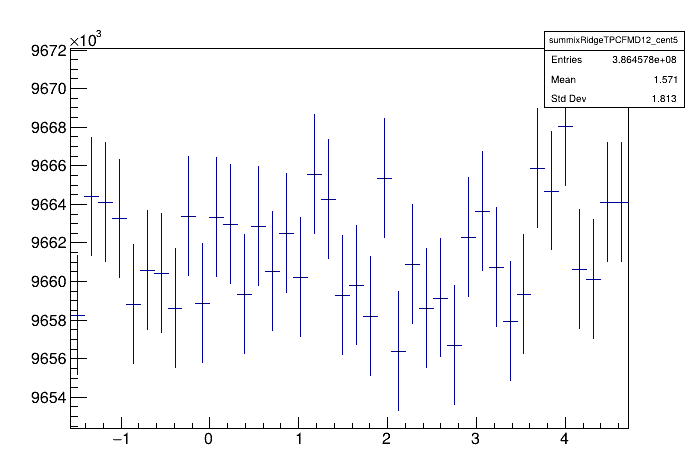 ×10³
summixRidgeTPCFMD12_cent5
Entries 3.864578e+08
Mean 1.571
Std Dev 1.813
9672
9670
9668
9666
9664
9662
9660
9658
9656
9654
−1 0 1 2 3 4